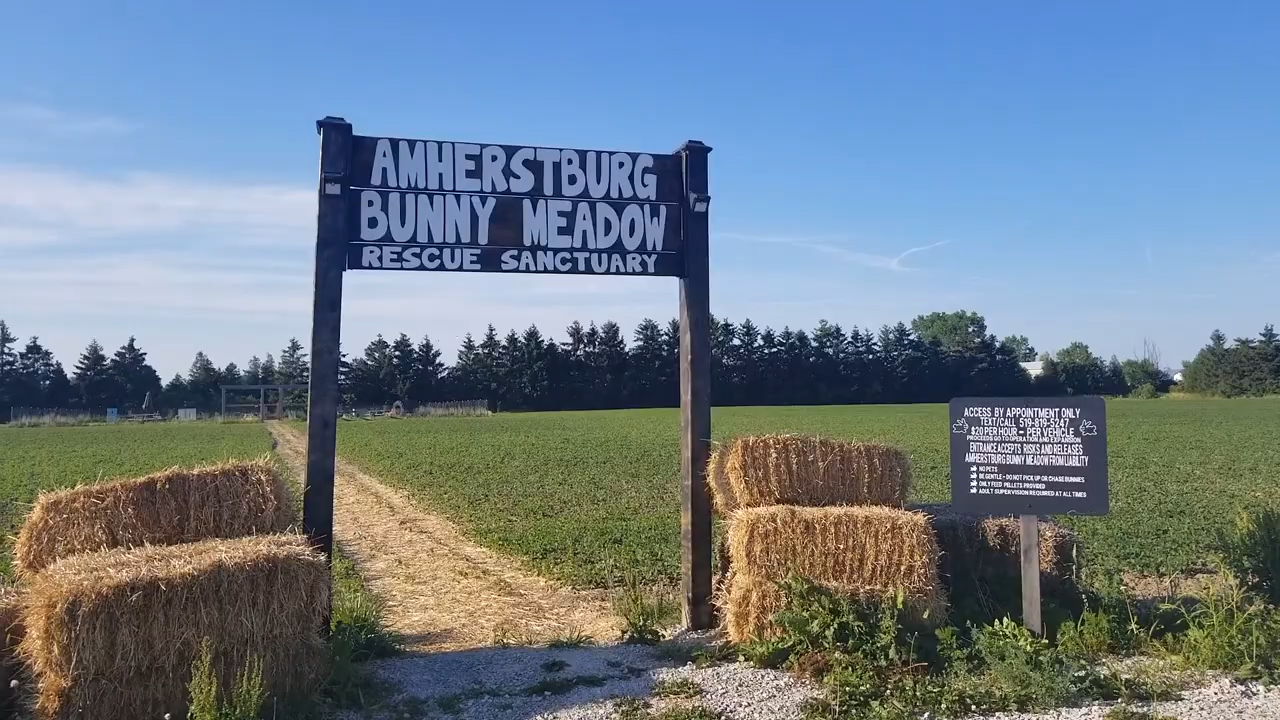 AMHERSTBURG
BUNNY MEADOW
RESCUE SANCTUARY
ACCESS BY APPOINTMENT ONLY
TEXT/CALL 519-819-5247
$20 PER HOUR - PER VEHICLE
PROCEEDS GO TO OPERATION AND EXPANSION
ENTRANCE ACCEPTS RISKS AND RELEASES
AMHERSTBURG BUNNY MEADOW FROM LIABILITY
NO PETS
BE GENTLE - DO NOT PICK UP OR CHASE BUNNIES
ONLY FEED PELLETS PROVIDED
ADULT SUPERVISION REQUIRED AT ALL TIMES